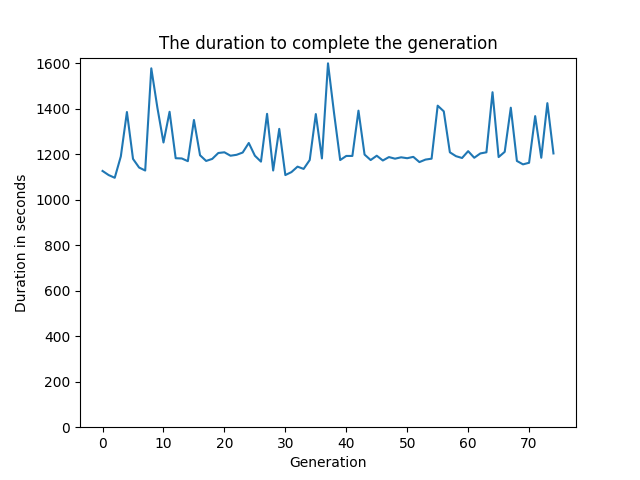 The duration to complete the generation
1600
1400
1200
1000
800
600
400
200
0
Duration in seconds
0 10 20 30 40 50 60 70
Generation